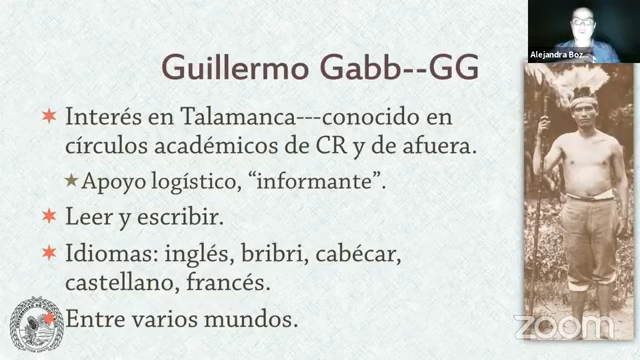 Alejandra Boz...
Guillermo Gabb--GG
Interés en Talamanca---conocido en
círculos académicos de CR y de afuera.
Apoyo logístico, “informante”.
Leer y escribir.
Idiomas: inglés, bribri, cabécar,
castellano, francés.
Entre varios mundos.
zoom